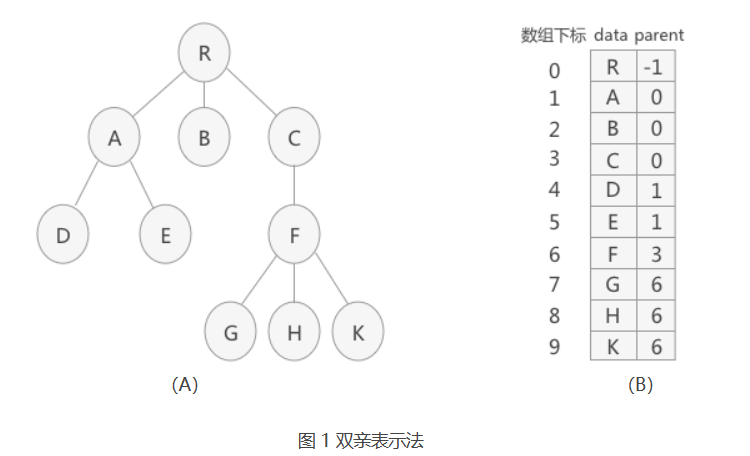 R
A B C
D E F
G H K
(A)
数组下标 data parent
0 R -1
1 A 0
2 B 0
3 C 0
4 D 1
5 E 1
6 F 3
7 G 6
8 H 6
9 K 6
(B)
图 1 双亲表示法